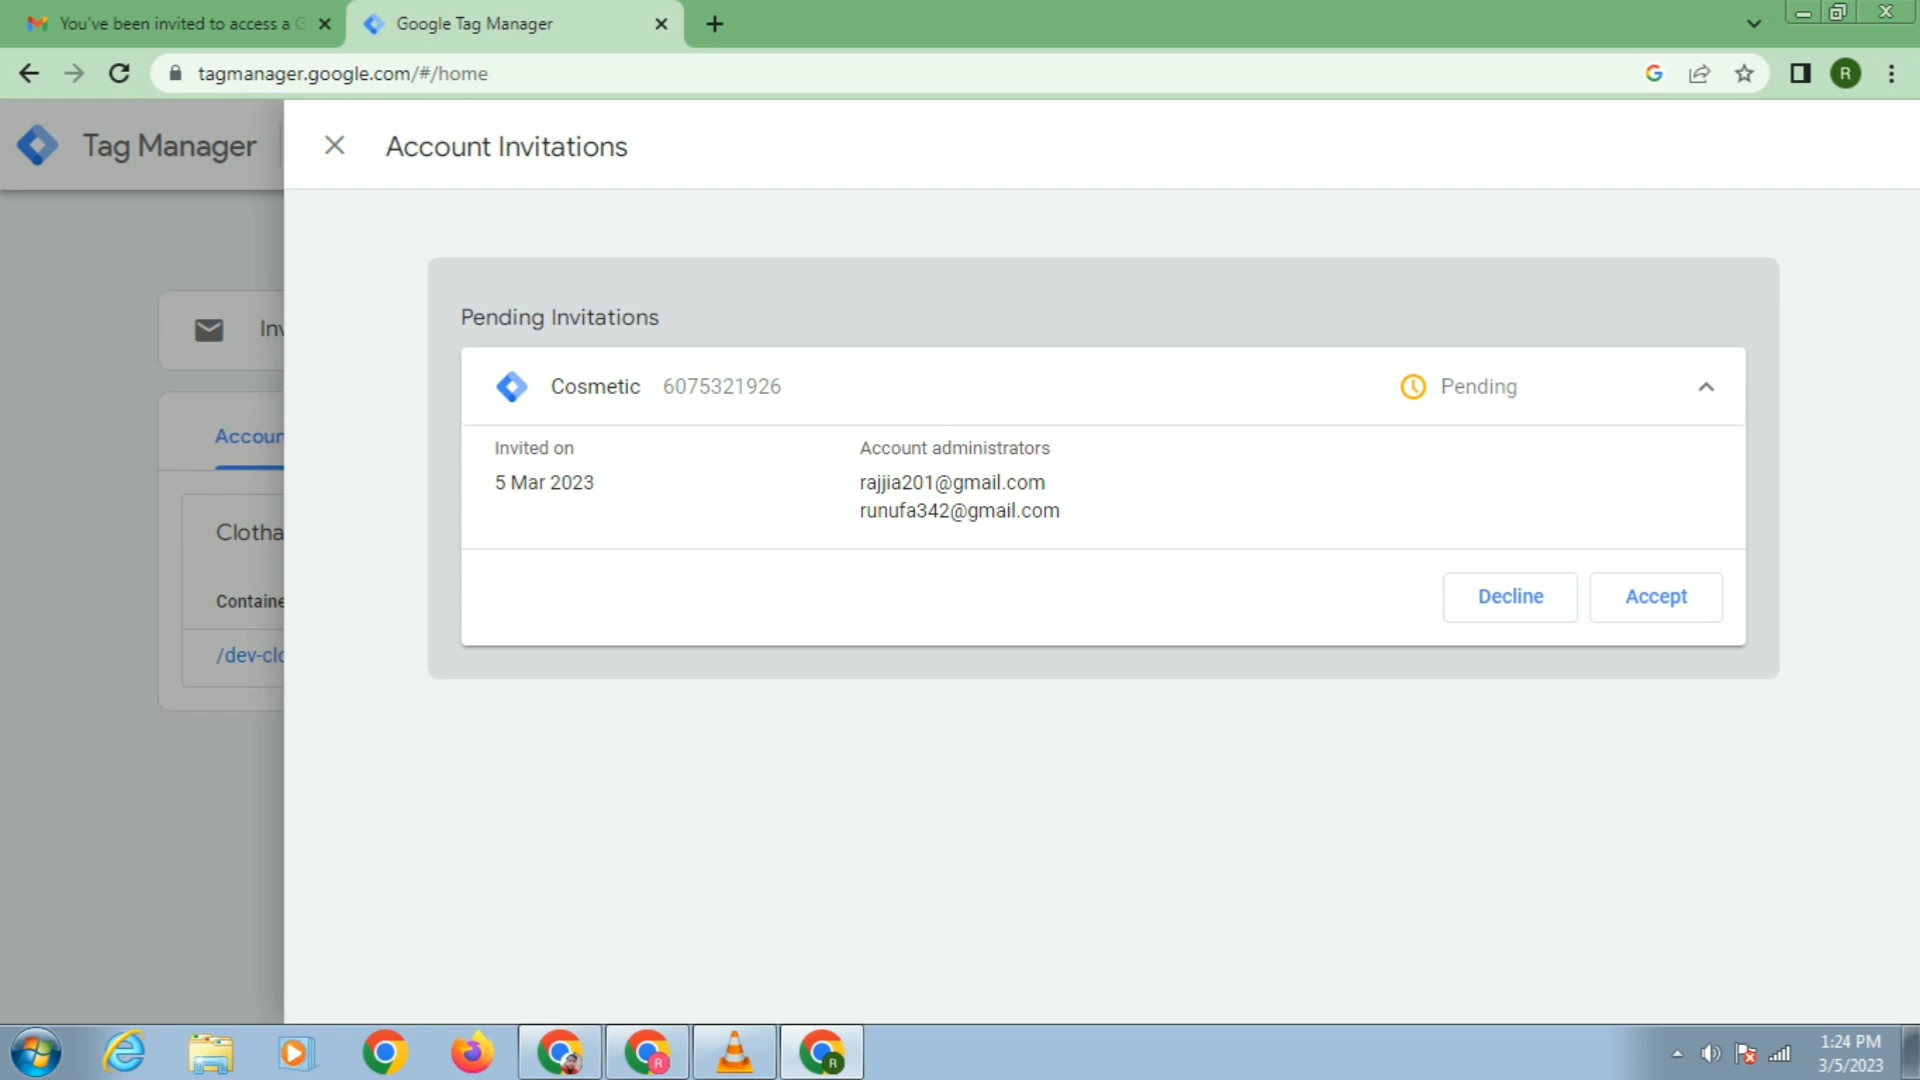 You've been invited to access a G
Google Tag Manager
tagmanager.google.com/#/home
R
Tag Manager
Account Invitations
Inv
Accoun
Clotha
Containe
/dev-clo
Pending Invitations
Cosmetic 6075321926 Pending
Invited on Account administrators
5 Mar 2023 rajjia201@gmail.com
runufa342@gmail.com
Decline Accept
R
R
1:24 PM
3/5/2023